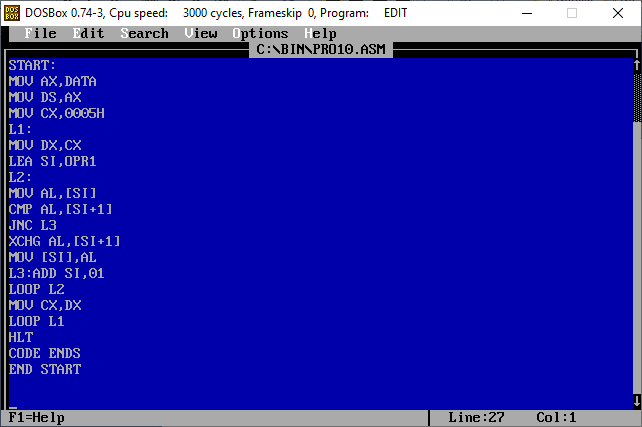 DOSBox 0.74-3, Cpu speed: 3000 cycles, Frameskip 0, Program: EDIT
File Edit Search View Options Help
C:\BIN\PRO10.ASM
START:
MOV AX,DATA
MOV DS,AX
MOV CX,0005H
L1:
MOV DX,CX
LEA SI,OPR1
L2:
MOV AL,[SI]
CMP AL,[SI+1]
JNC L3
XCHG AL,[SI+1]
MOV [SI],AL
L3:ADD SI,01
LOOP L2
MOV CX,DX
LOOP L1
HLT
CODE ENDS
END START
F1=Help Line:27 Col:1